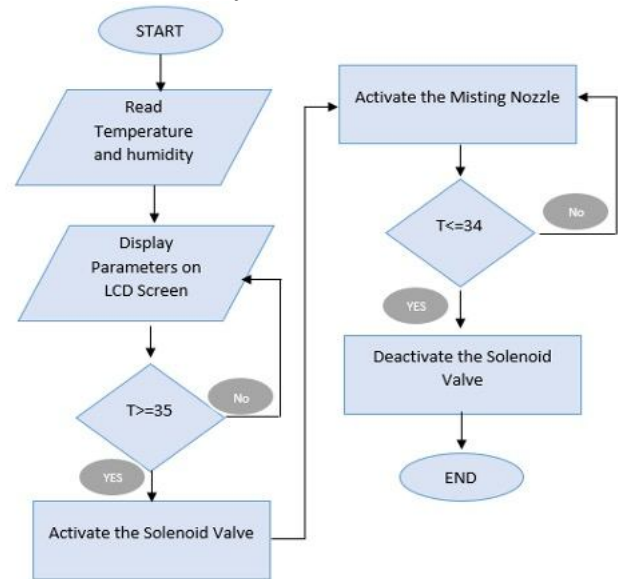 START
Read
Temperature
and humidity
Display
Parameters on
LCD Screen
T>=35
No
YES
Activate the Solenoid Valve
Activate the Misting Nozzle
T<=34
No
YES
Deactivate the Solenoid
Valve
END